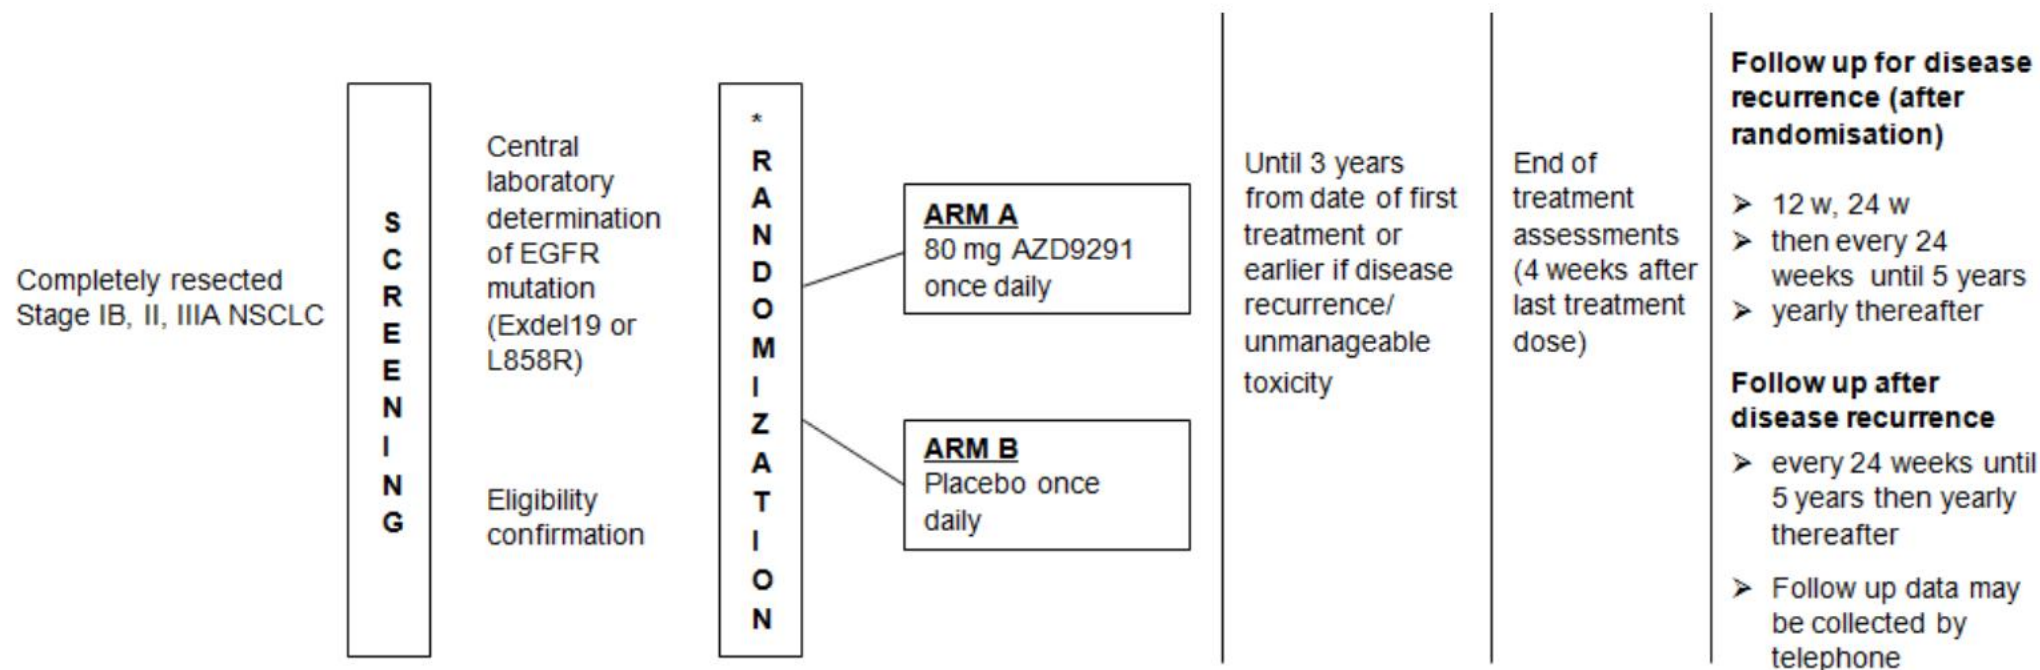 Completely resected
Stage IB, II, IIIA NSCLC
SCREENING
Central
laboratory
determination
of EGFR
mutation
(Exdel19 or
L858R)
Eligibility
confirmation
*RANDOMIZATION
ARM A
80 mg AZD9291
once daily
ARM B
Placebo once
daily
Until 3 years
from date of first
treatment or
earlier if disease
recurrence/
unmanageable
toxicity
End of
treatment
assessments
(4 weeks after
last treatment
dose)
Follow up for disease
recurrence (after
randomisation)
➢ 12 w, 24 w
➢ then every 24
weeks until 5 years
➢ yearly thereafter
Follow up after
disease recurrence
➢ every 24 weeks until
5 years then yearly
thereafter
➢ Follow up data may
be collected by
telephone